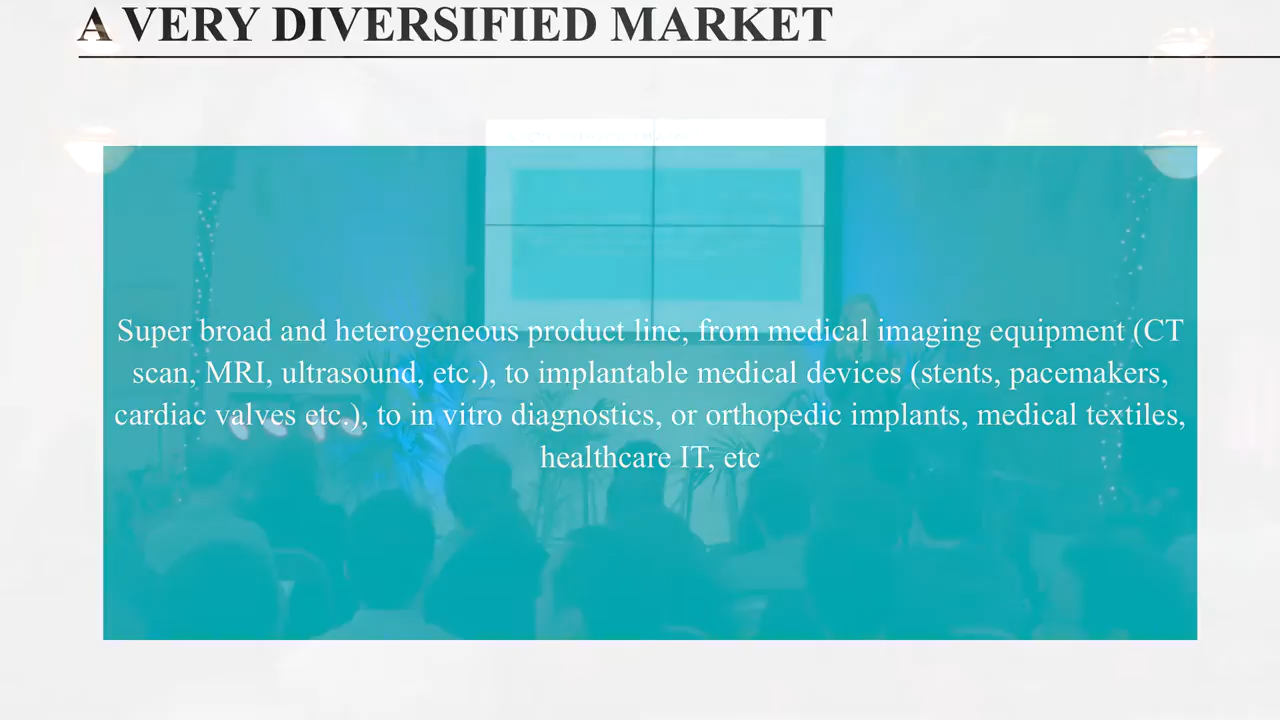 A VERY DIVERSIFIED MARKET
Super broad and heterogeneous product line, from medical imaging equipment (CT
scan, MRI, ultrasound, etc.), to implantable medical devices (stents, pacemakers,
cardiac valves etc.), to in vitro diagnostics, or orthopedic implants, medical textiles,
healthcare IT, etc